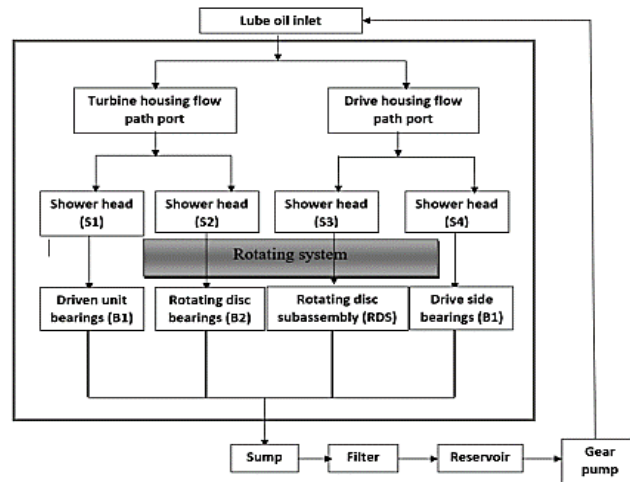 Lube oil inlet
Turbine housing flow
path port
Drive housing flow
path port
Shower head
(S1)
Shower head
(S2)
Shower head
(S3)
Shower head
(S4)
Rotating system
Driven unit
bearings (B1)
Rotating disc
bearings (B2)
Rotating disc
subassembly (RDS)
Drive side
bearings (B1)
Sump
Filter
Reservoir
Gear
pump